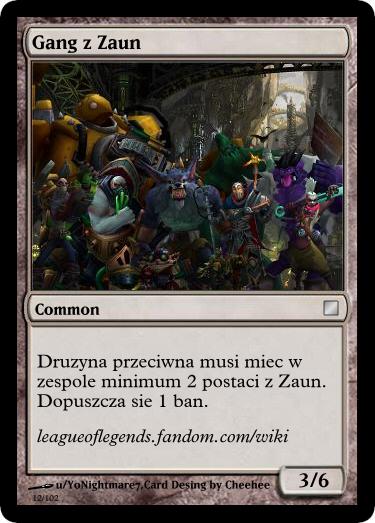 Gang z Zaun
Common
Druzyna przeciwna musi miec w
zespole minimum 2 postaci z Zaun.
Dopuszcza sie 1 ban.
leagueoflegends.fandom.com/wiki
3/6
u/YoNightmare7,Card Desing by Cheehee
12/102